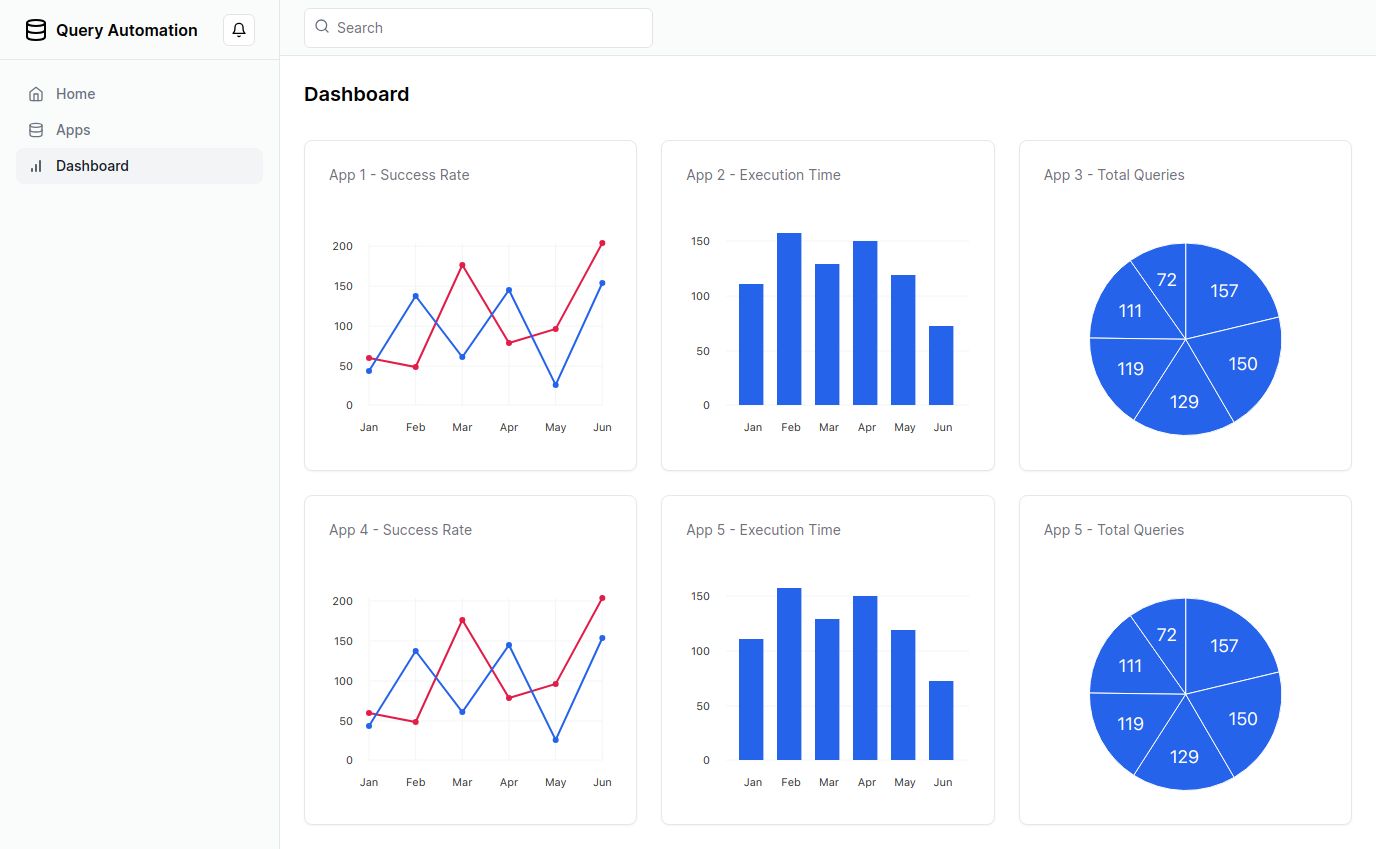 Query Automation
Search
Home
Apps
Dashboard
Dashboard
App 1 - Success Rate
200
150
100
50
0
Jan Feb Mar Apr May Jun
App 2 - Execution Time
150
100
50
0
Jan Feb Mar Apr May Jun
App 3 - Total Queries
72 157
111
119 150
129
App 4 - Success Rate
200
150
100
50
0
Jan Feb Mar Apr May Jun
App 5 - Execution Time
150
100
50
0
Jan Feb Mar Apr May Jun
App 5 - Total Queries
72 157
111
119 150
129